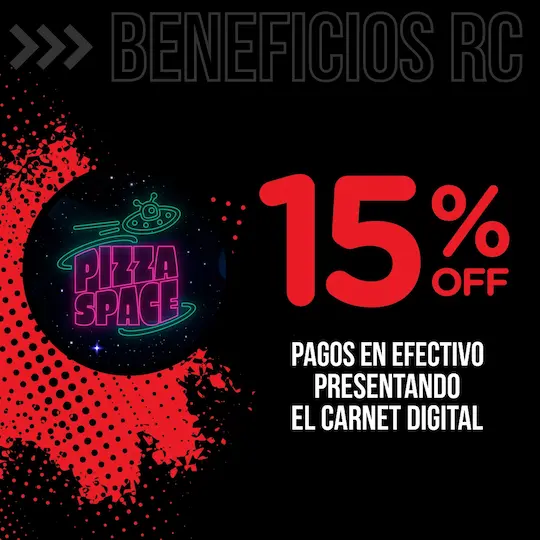 BENEFICIOS RC
PIZZA
SPACE
15%
OFF
PAGOS EN EFECTIVO
PRESENTANDO
EL CARNET DIGITAL